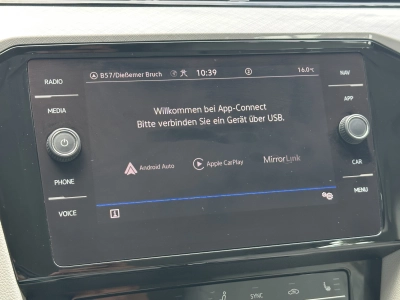 RADIO
B57/Dießemer Bruch
10:39
16.0°C
NAV
MEDIA
APP
Willkommen bei App-Connect
Bitte verbinden Sie ein Gerät über USB.
Android Auto
Apple CarPlay
MirrorLink
PHONE
CAR
VOICE
MENU
SYNC